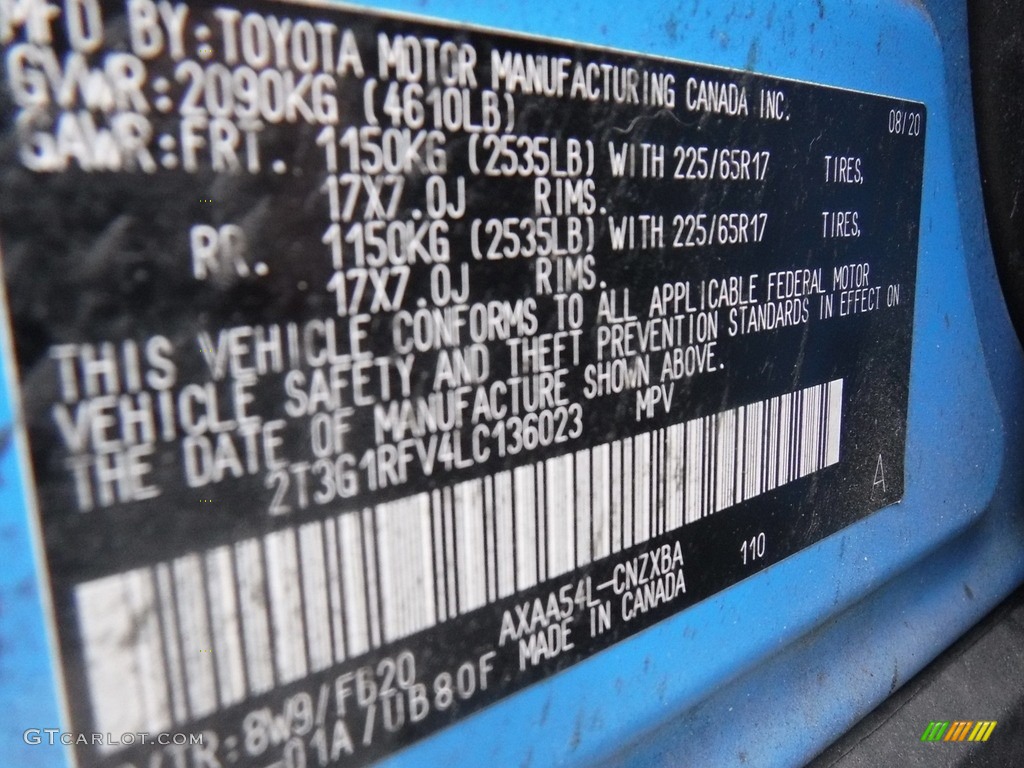 MFD BY:TOYOTA MOTOR MANUFACTURING CANADA INC.
08/20
GVWR:2090KG (4610LB)
GAWR:FRT. 1150KG (2535LB) WITH 225/65R17 TIRES,
17X7.0J RIMS.
RR. 1150KG (2535LB) WITH 225/65R17 TIRES,
17X7.0J RIMS.
THIS VEHICLE CONFORMS TO ALL APPLICABLE FEDERAL MOTOR
VEHICLE SAFETY AND THEFT PREVENTION STANDARDS IN EFFECT ON
THE DATE OF MANUFACTURE SHOWN ABOVE.
2T3G1RFV4LC136023 MPV
A
AXAA54L-CNZXBA 110
/TR:8W9/FB20 MADE IN CANADA
01A/UB80F
GTCARLOT.COM